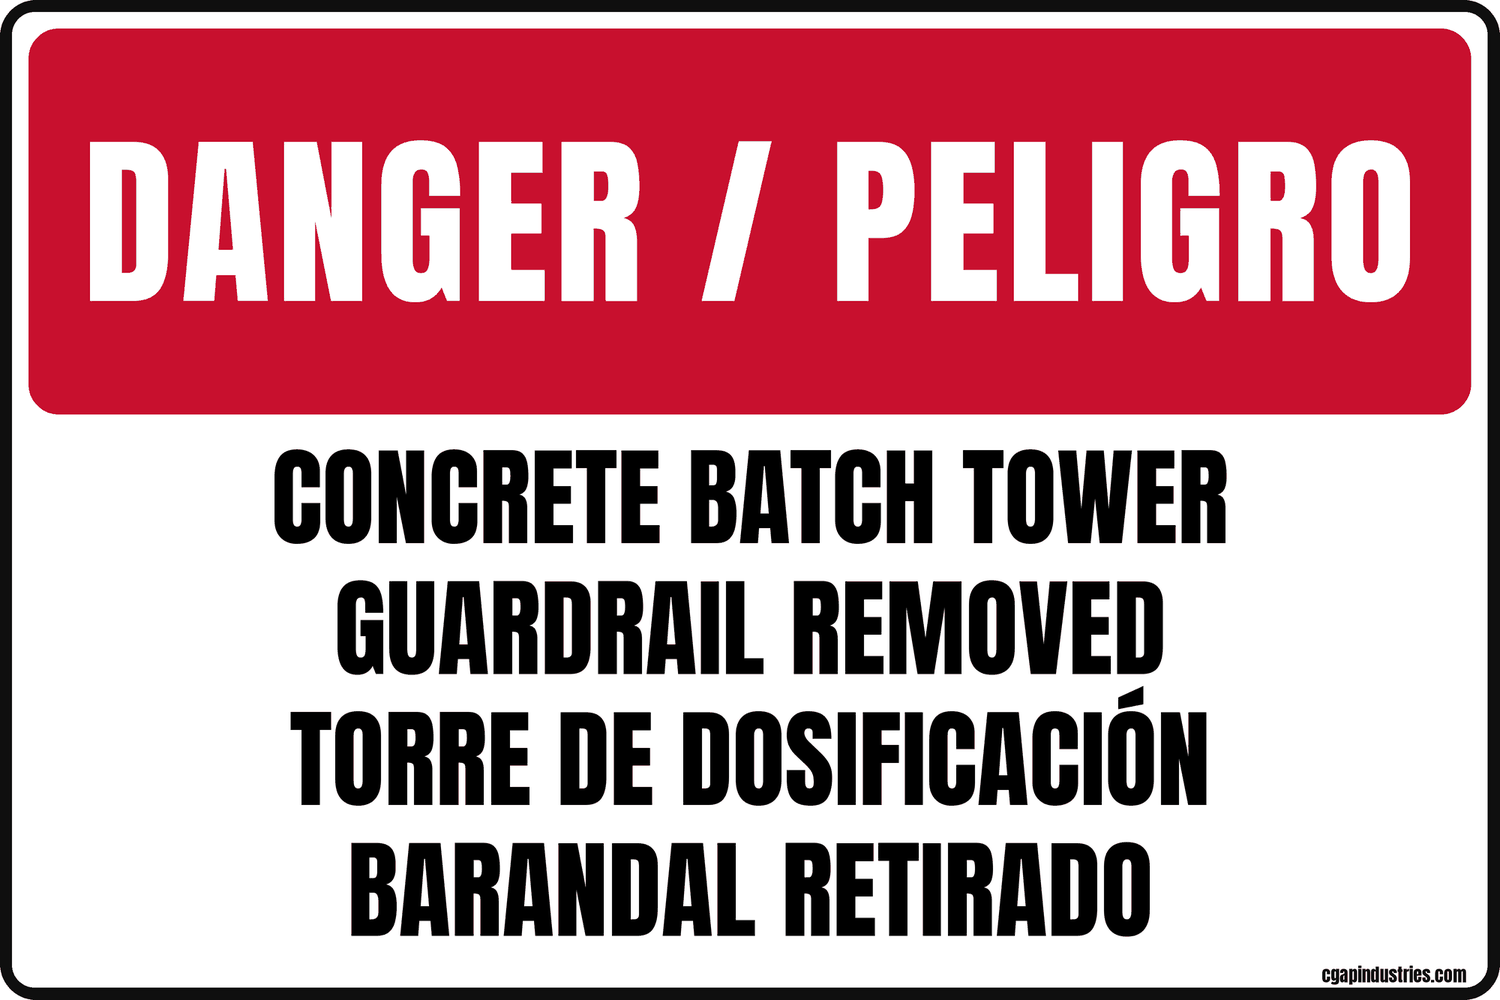 DANGER / PELIGRO
CONCRETE BATCH TOWER
GUARDRAIL REMOVED
TORRE DE DOSIFICACIÓN
BARANDAL RETIRADO
cgapindustries.com